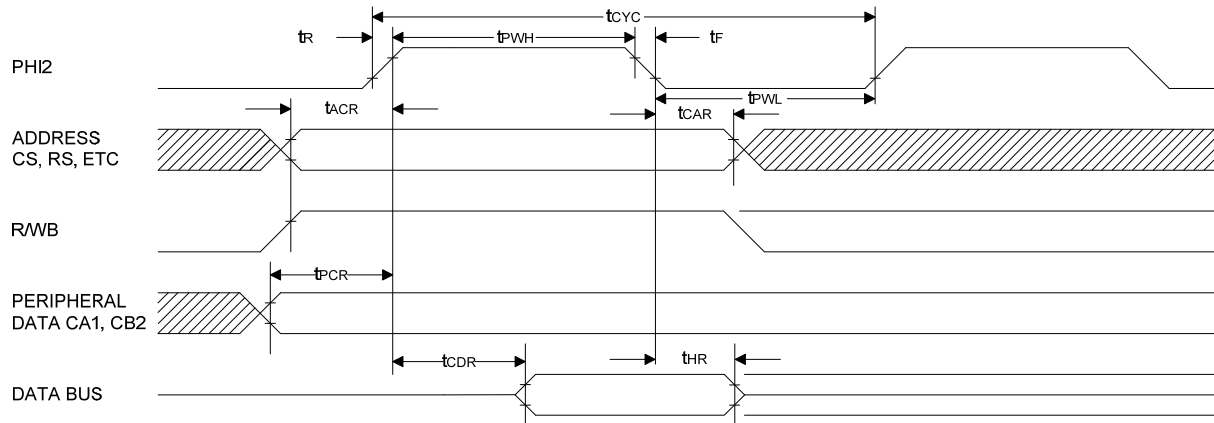 tCYC
tR
tPWH
tF
PHI2
tPWL
tACR
tCAR
ADDRESS
CS, RS, ETC
R/WB
tPCR
PERIPHERAL
DATA CA1, CB2
tCDR
tHR
DATA BUS